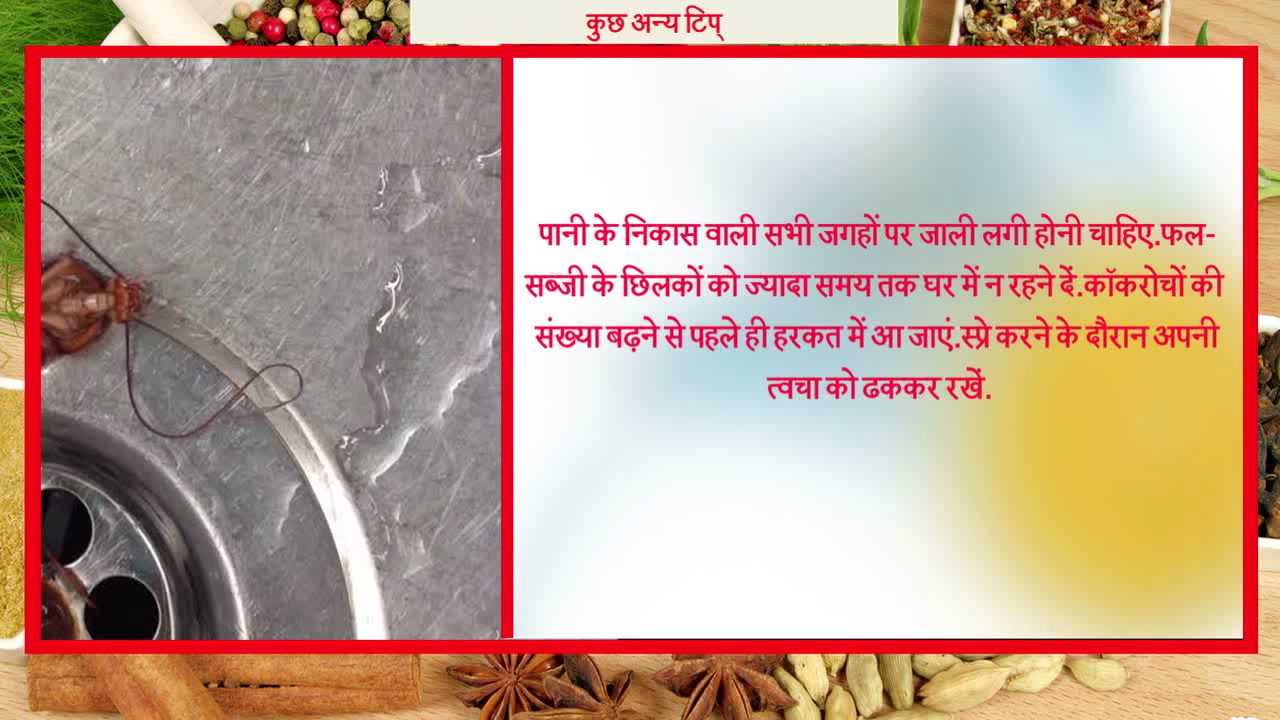 कुछ अन्य टिप्
पानी के निकास वाली सभी जगहों पर जाली लगी होनी चाहिए.फल-
सब्जी के छिलकों को ज्यादा समय तक घर में न रहने दें.कॉकरोचों की
संख्या बढ़ने से पहले ही हरकत में आ जाएं.स्प्रे करने के दौरान अपनी
त्वचा को ढककर रखें.